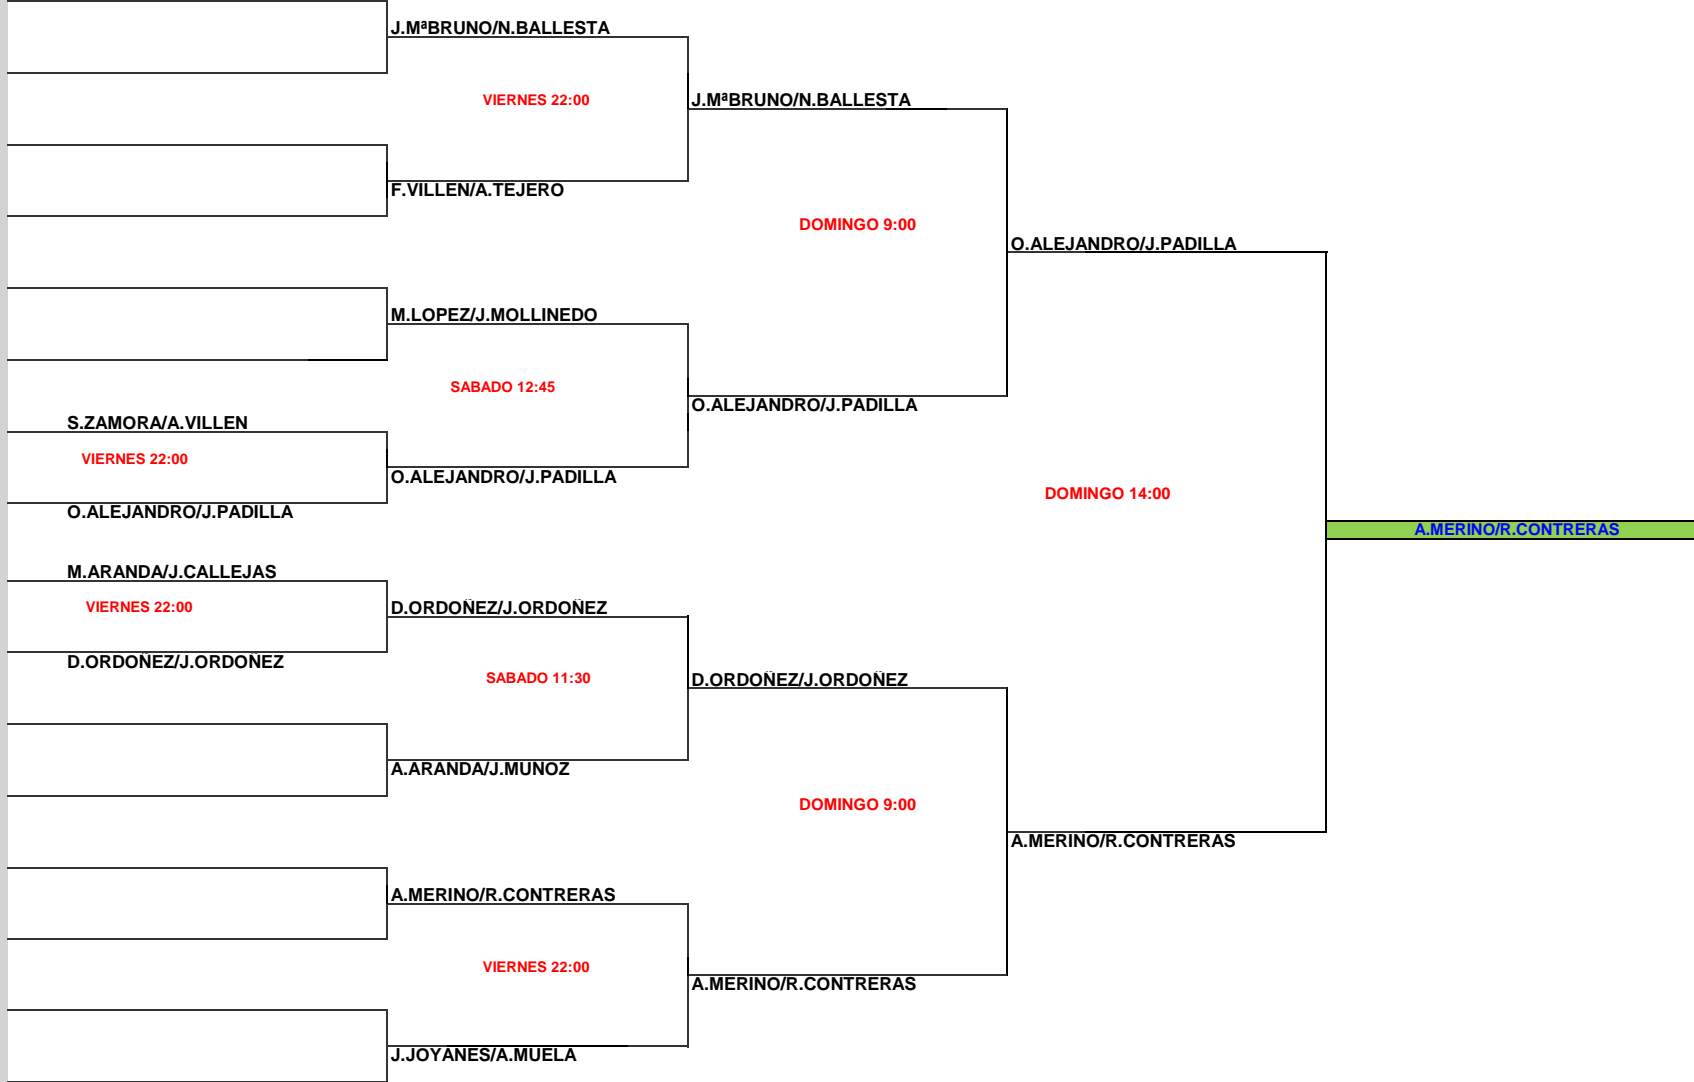 J.MªBRUNO/N.BALLESTA
VIERNES 22:00
J.MªBRUNO/N.BALLESTA
F.VILLEN/A.TEJERO
DOMINGO 9:00
O.ALEJANDRO/J.PADILLA
M.LOPEZ/J.MOLLINEDO
SABADO 12:45
O.ALEJANDRO/J.PADILLA
S.ZAMORA/A.VILLEN
VIERNES 22:00
O.ALEJANDRO/J.PADILLA
DOMINGO 14:00
O.ALEJANDRO/J.PADILLA
A.MERINO/R.CONTRERAS
M.ARANDA/J.CALLEJAS
VIERNES 22:00
D.ORDOÑEZ/J.ORDOÑEZ
D.ORDOÑEZ/J.ORDOÑEZ
SABADO 11:30
D.ORDOÑEZ/J.ORDOÑEZ
A.ARANDA/J.MUÑOZ
DOMINGO 9:00
A.MERINO/R.CONTRERAS
A.MERINO/R.CONTRERAS
VIERNES 22:00
A.MERINO/R.CONTRERAS
J.JOYANES/A.MUELA